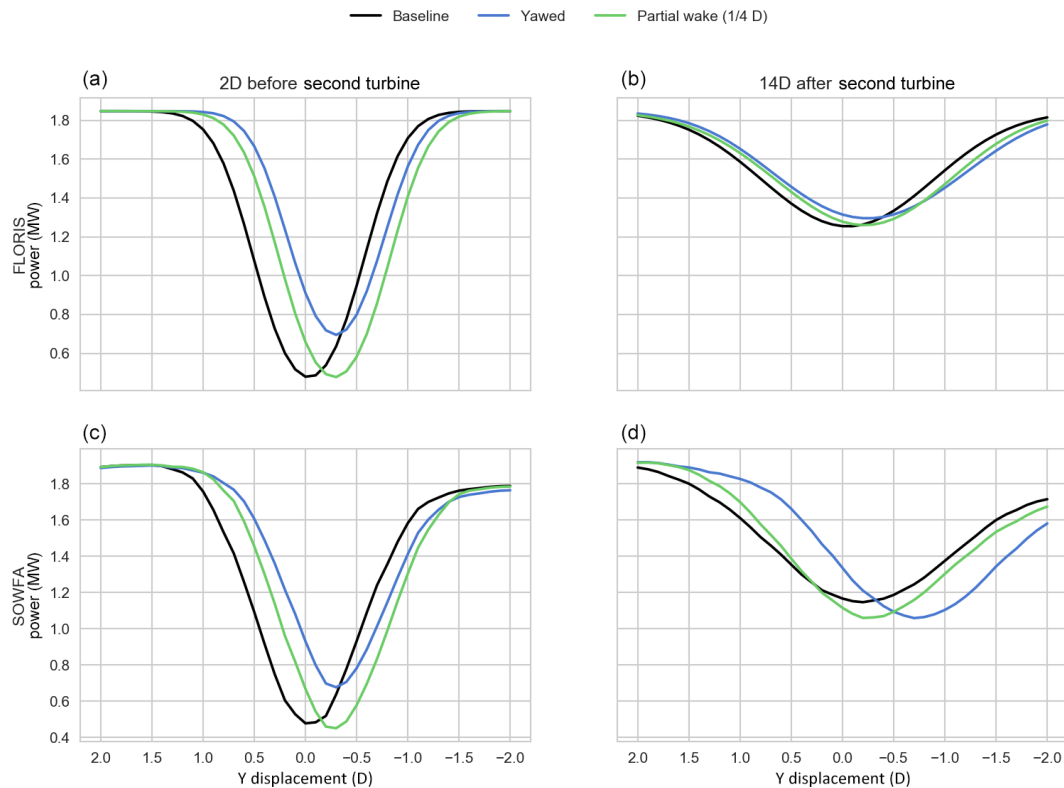 Baseline Yawed Partial wake (1/4 D)
(a) (b)
2D before second turbine 14D after second turbine
1.8
1.6
1.4
1.2
1.0
0.8
0.6
FLORIS
power (MW)
(c) (d)
1.8
1.6
1.4
1.2
1.0
0.8
0.6
0.4
SOWFA
power (MW)
2.0 1.5 1.0 0.5 0.0 −0.5 −1.0 −1.5 −2.0 2.0 1.5 1.0 0.5 0.0 −0.5 −1.0 −1.5 −2.0
Y displacement (D) Y displacement (D)